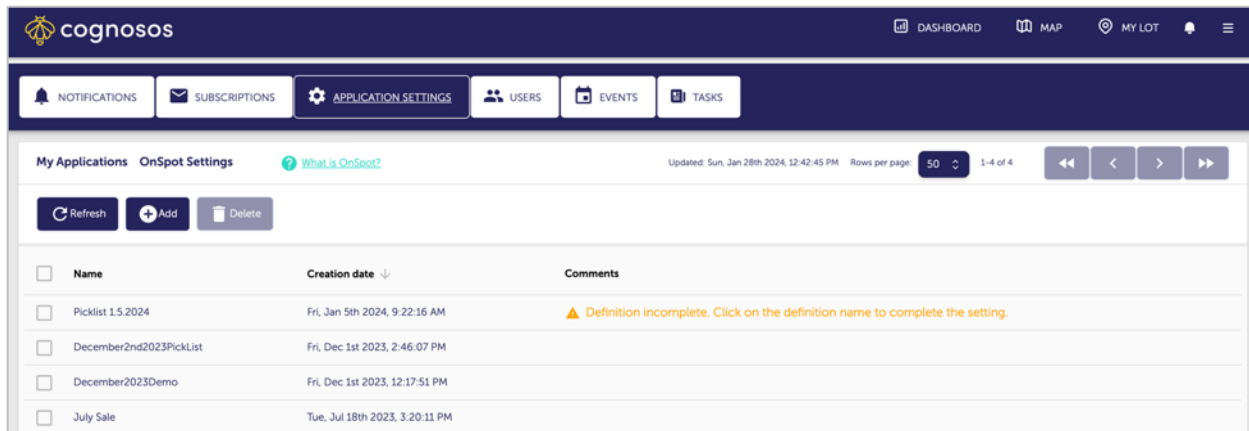 cognosos DASHBOARD MAP MY LOT
NOTIFICATIONS SUBSCRIPTIONS APPLICATION SETTINGS USERS EVENTS TASKS
My Applications OnSpot Settings ? What is OnSpot? Updated: Sun, Jan 28th 2024, 12:42:45 PM Rows per page: 50 1-4 of 4
Refresh Add Delete
Name Creation date Comments
Picklist 1.5.2024 Fri, Jan 5th 2024, 9:22:16 AM Definition incomplete. Click on the definition name to complete the setting.
December2nd2023PickList Fri, Dec 1st 2023, 2:46:07 PM
December2023Demo Fri, Dec 1st 2023, 12:17:51 PM
July Sale Tue, Jul 18th 2023, 3:20:11 PM